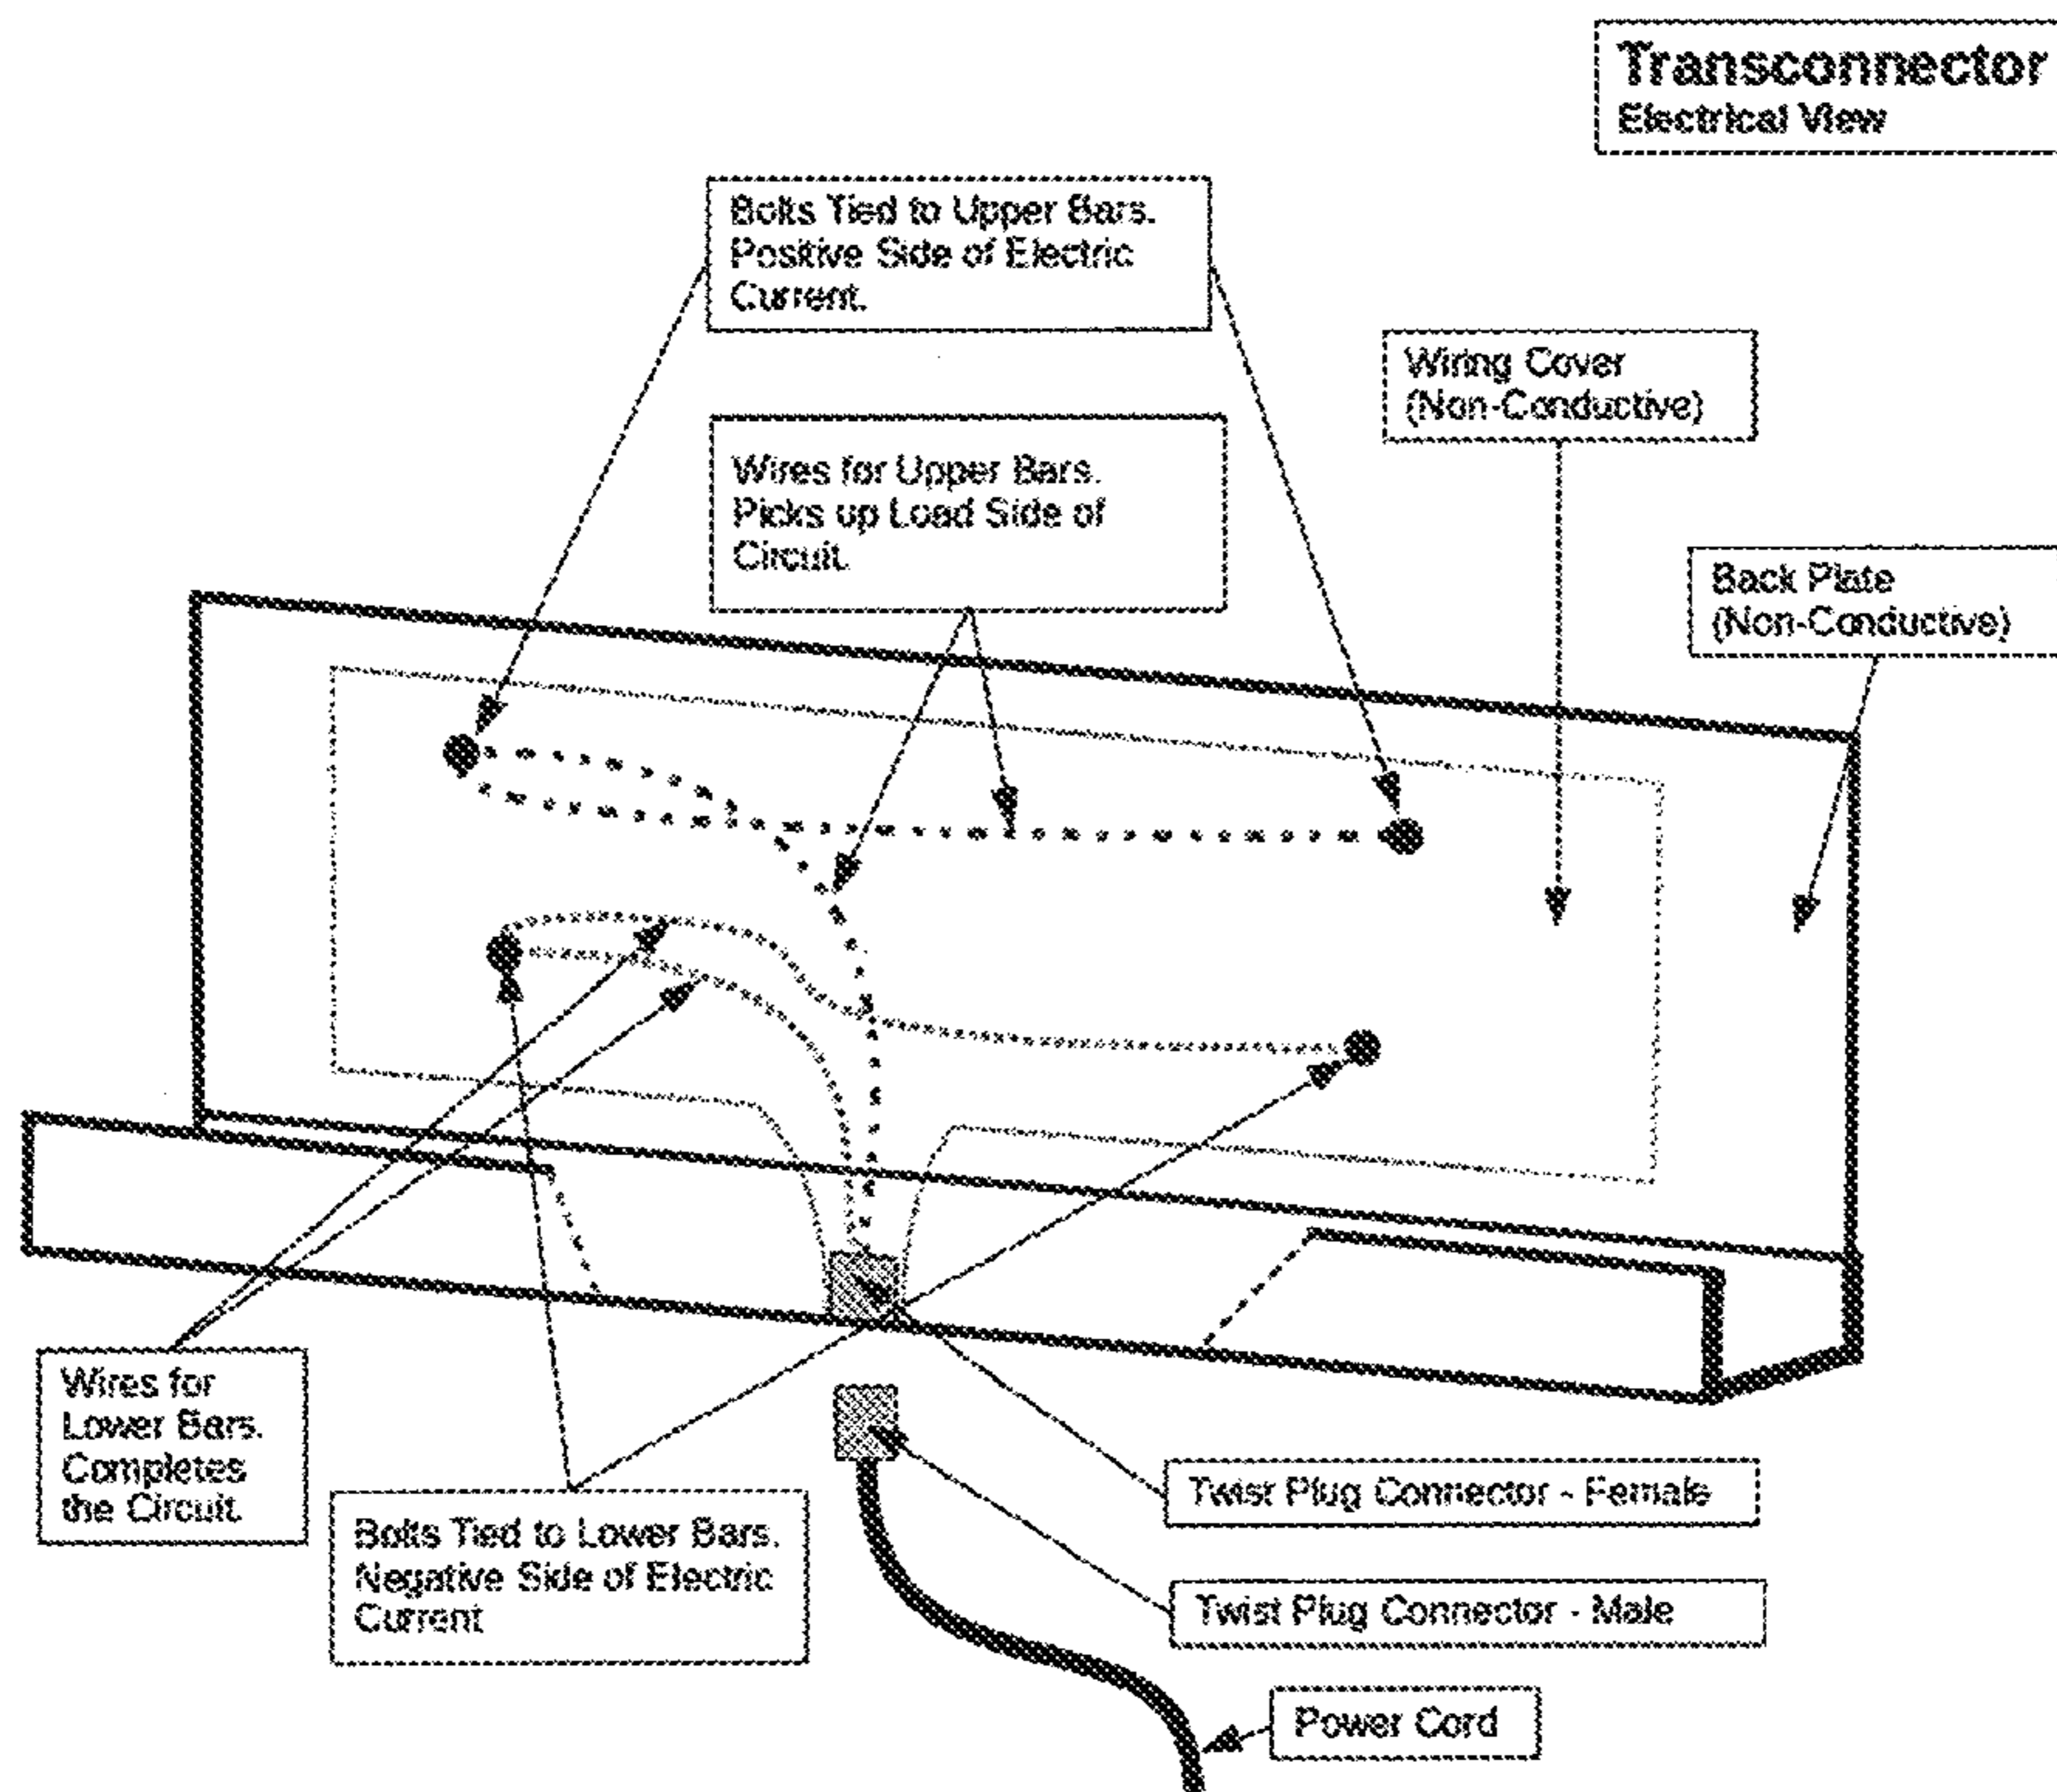 Transconnector
Electrical View
Bolts Tied to Upper Bars.
Positive Side of Electric
Current.
Wiring Cover
(Non-Conductive)
Wires for Upper Bars.
Picks up Load Side of
Circuit.
Back Plate
(Non-Conductive)
Wires for
Lower Bars.
Completes
the Circuit.
Bolts Tied to Lower Bars.
Negative Side of Electric
Current
Twist Plug Connector - Female
Twist Plug Connector - Male
Power Cord